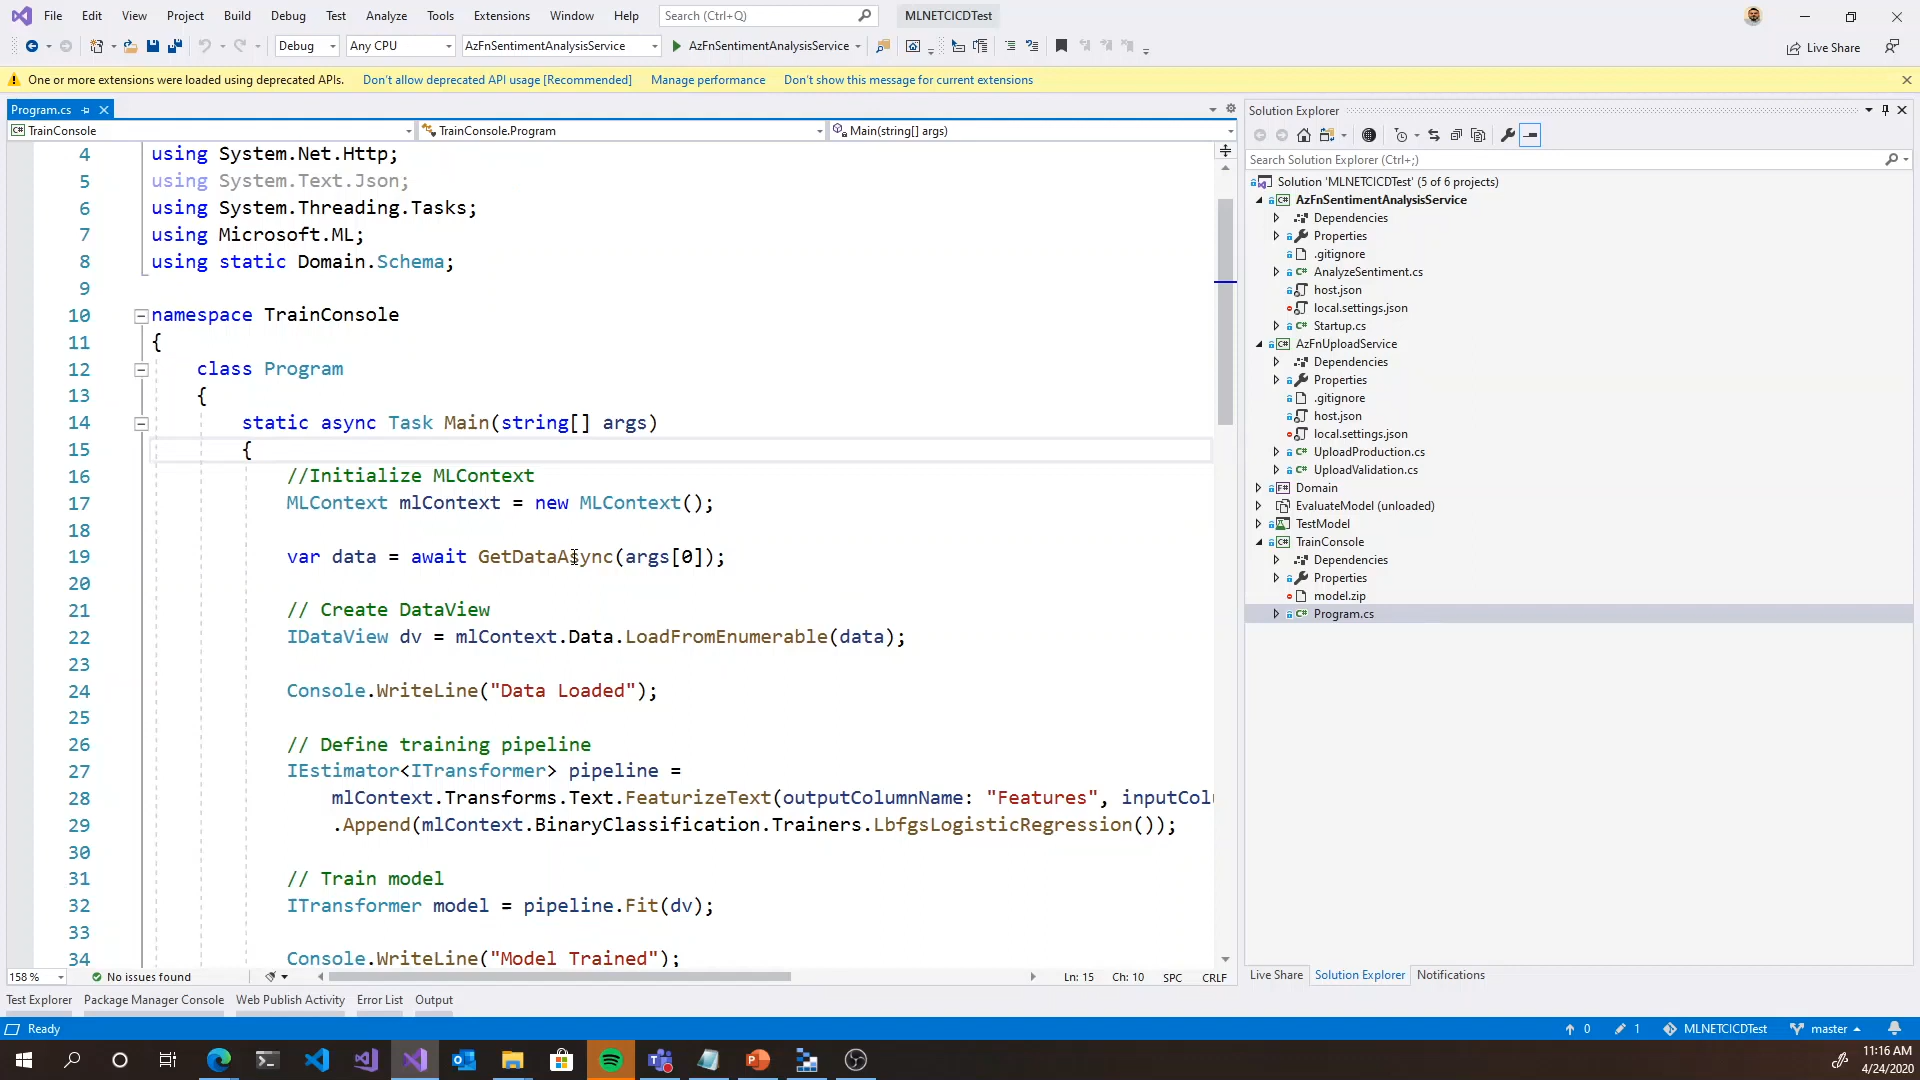 File Edit View Project Build Debug Test Analyze Tools Extensions Window Help Search (Ctrl+Q) MLNETCICDTest
Debug Any CPU AzFnSentimentAnalysisService AzFnSentimentAnalysisService Live Share
One or more extensions were loaded using deprecated APIs. Don't allow deprecated API usage [Recommended] Manage performance Don't show this message for current extensions
Program.cs
TrainConsole TrainConsole.Program Main(string[] args)
4 using System.Net.Http;
5 using System.Text.Json;
6 using System.Threading.Tasks;
7 using Microsoft.ML;
8 using static Domain.Schema;
9
10 namespace TrainConsole
11 {
12 class Program
13 {
14 static async Task Main(string[] args)
15 {
16 //Initialize MLContext
17 MLContext mlContext = new MLContext();
18
19 var data = await GetDataAsync(args[0]);
20
21 // Create DataView
22 IDataView dv = mlContext.Data.LoadFromEnumerable(data);
23
24 Console.WriteLine("Data Loaded");
25
26 // Define training pipeline
27 IEstimator<ITransformer> pipeline =
28 mlContext.Transforms.Text.FeaturizeText(outputColumnName: "Features", inputColu
29 .Append(mlContext.BinaryClassification.Trainers.LbfgsLogisticRegression());
30
31 // Train model
32 ITransformer model = pipeline.Fit(dv);
33
34 Console.WriteLine("Model Trained");
158 % No issues found Ln: 15 Ch: 10 SPC CRLF
Solution Explorer
Search Solution Explorer (Ctrl+;)
Solution 'MLNETCICDTest' (5 of 6 projects)
AzFnSentimentAnalysisService
Dependencies
Properties
.gitignore
AnalyzeSentiment.cs
host.json
local.settings.json
Startup.cs
AzFnUploadService
Dependencies
Properties
.gitignore
host.json
local.settings.json
UploadProduction.cs
UploadValidation.cs
Domain
EvaluateModel (unloaded)
TestModel
TrainConsole
Dependencies
Properties
model.zip
Program.cs
Live Share Solution Explorer Notifications
Test Explorer Package Manager Console Web Publish Activity Error List Output
Ready 0 1 MLNETCICDTest master
11:16 AM
4/24/2020